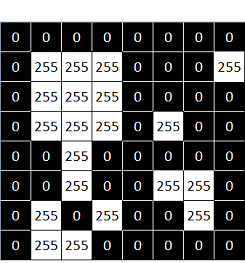 0 0 0 0 0 0 0 0
0 255 255 255 0 0 0 255
0 255 255 255 0 0 0 0
0 255 255 255 0 255 0 0
0 0 255 0 0 0 0 0
0 0 255 0 0 255 255 0
0 255 0 255 0 0 255 0
0 255 255 0 0 0 0 0